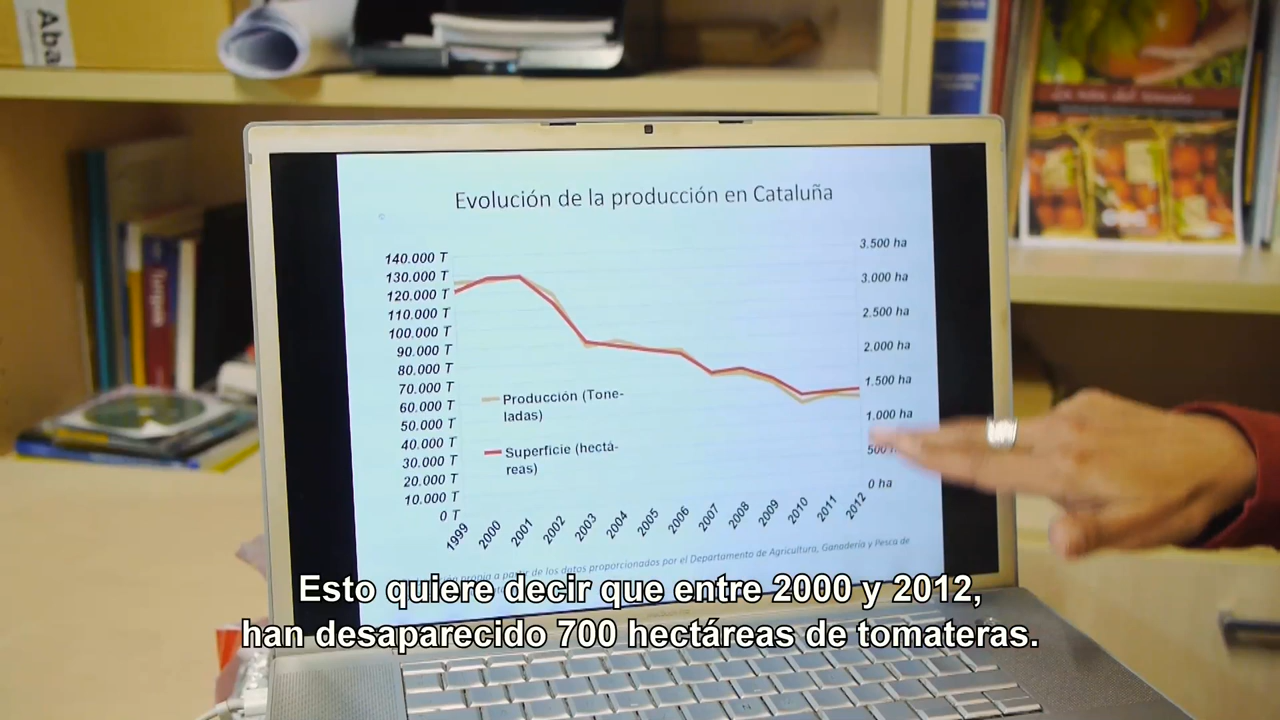 Aba
Evolución de la producción en Cataluña
140.000 T
130.000 T
120.000 T
110.000 T
100.000 T
90.000 T
80.000 T
70.000 T
60.000 T
50.000 T
40.000 T
30.000 T
20.000 T
10.000 T
0 T
3.500 ha
3.000 ha
2.500 ha
2.000 ha
1.500 ha
1.000 ha
0 ha
Producción (Tone-
ladas)
Superficie (hectá-
reas)
1999
2000
2001
2002
2003
2004
2005
2006
2007
2008
2009
2010
2011
2012
propia a partir de los datos proporcionados por el Departamento de Agricultura, Ganadería y Pesca de
Esto quiere decir que entre 2000 y 2012,
han desaparecido 700 hectáreas de tomateras.